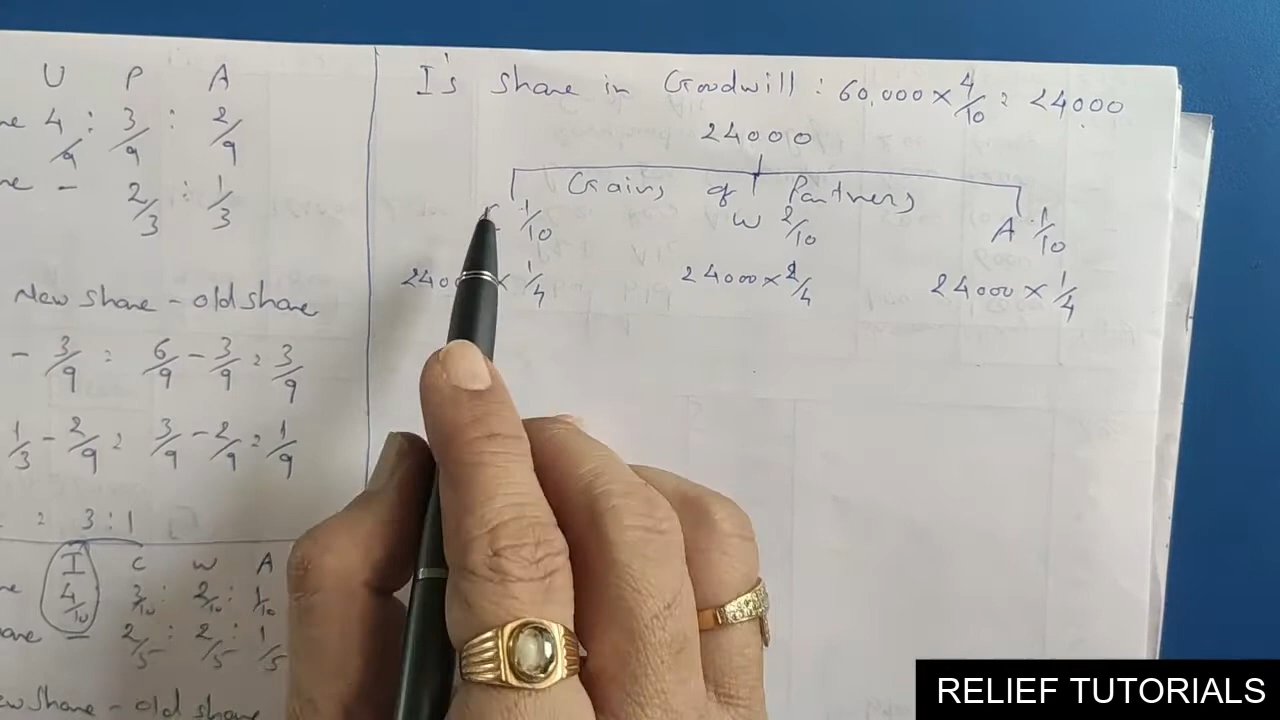 U P A
4/9 : 3/9 : 2/9
- 2/3 : 1/3
New share - old share
- 3/9 = 6/9 - 3/9 = 3/9
1/3 - 2/9 = 3/9 - 2/9 = 1/9
= 3:1
I C W A
4/10 3/10 : 2/10 : 1/10
- 2/5 : 2/5 : 1/5
New share - old share
I's share in Goodwill : 60,000 × 4/10 = 24000
24000
Gains of Partners
1/10 W 2/10 A 1/10
× 1/4 24000 × 2/4 24000 × 1/4
RELIEF TUTORIALS